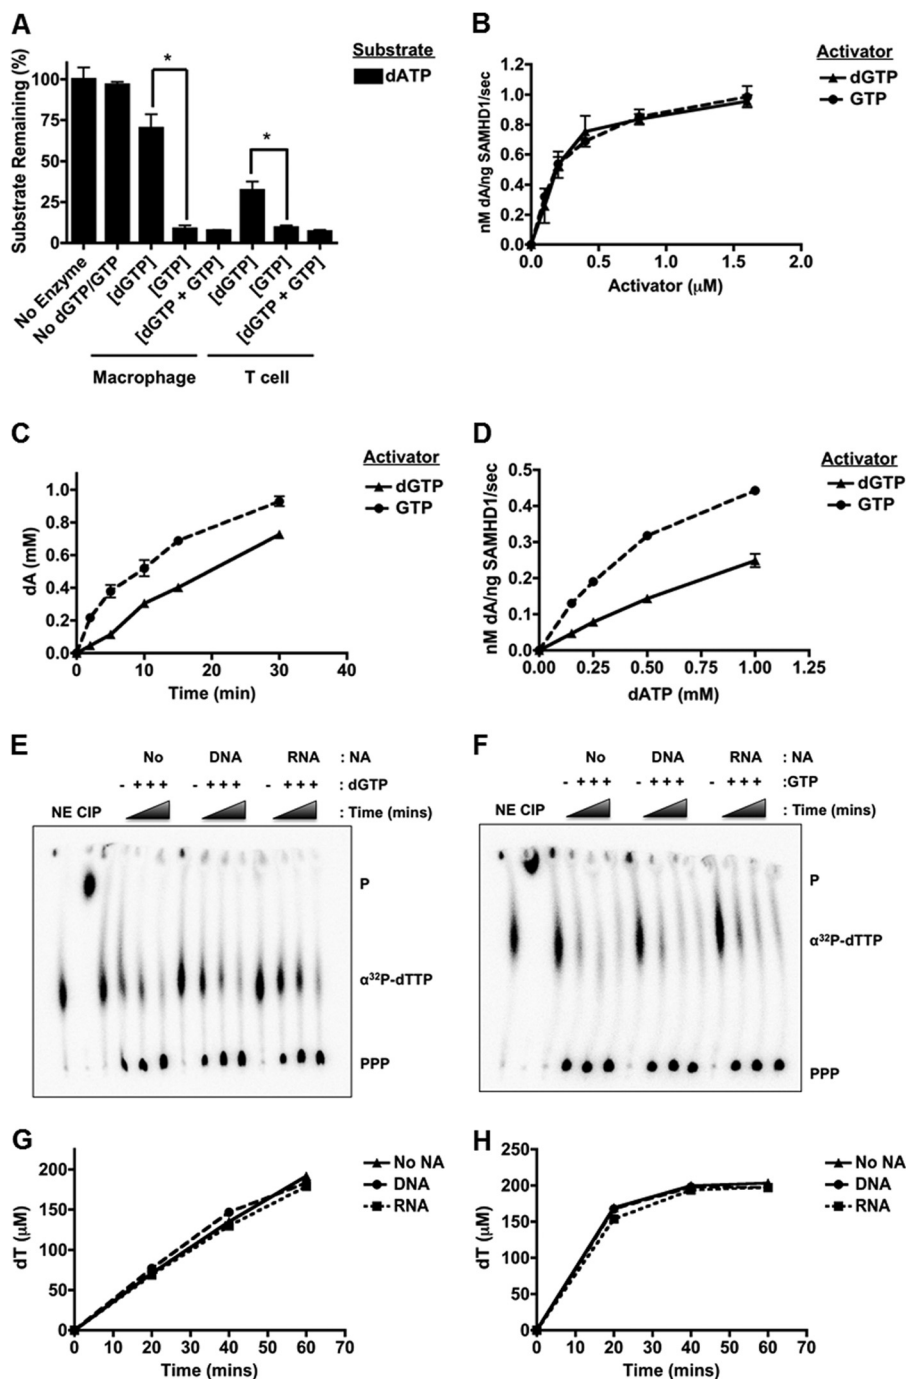 A
Substrate Remaining (%)
100
75
50
25
0
*
*
Substrate
dATP
No Enzyme
No dGTP/GTP
[dGTP]
[GTP]
[dGTP + GTP]
[dGTP]
[GTP]
[dGTP + GTP]
Macrophage
T cell
B
nM dA/ng SAMHD1/sec
1.2
1.0
0.8
0.6
0.4
0.2
0.0
0.0 0.5 1.0 1.5 2.0
Activator (μM)
Activator
dGTP
GTP
C
dA (mM)
1.0
0.8
0.6
0.4
0.2
0.0
0 10 20 30 40
Time (min)
Activator
dGTP
GTP
D
nM dA/ng SAMHD1/sec
0.5
0.4
0.3
0.2
0.1
0.0
0.00 0.25 0.50 0.75 1.00 1.25
dATP (mM)
Activator
dGTP
GTP
E
No DNA RNA : NA
- + + + - + + + - + + + : dGTP
NE CIP : Time (mins)
P
α³²P-dTTP
PPP
F
No DNA RNA : NA
- + + + - + + + - + + + :GTP
NE CIP : Time (mins)
P
α³²P-dTTP
PPP
G
dT (μM)
200
150
100
50
0
0 10 20 30 40 50 60 70
Time (mins)
No NA
DNA
RNA
H
dT (μM)
250
200
150
100
50
0
0 10 20 30 40 50 60 70
Time (mins)
No NA
DNA
RNA